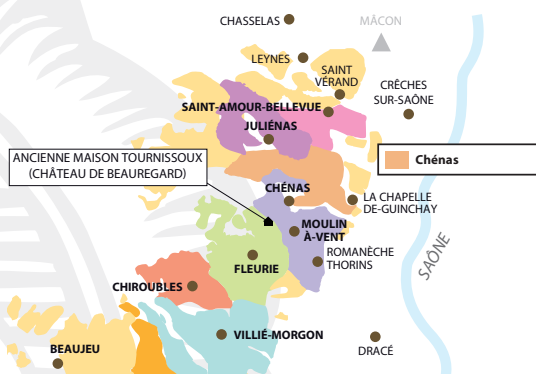 CHASSELAS
MÂCON
LEYNES
SAINT
VÉRAND
CRÊCHES
SUR-SAÔNE
SAINT-AMOUR-BELLEVUE
JULIÉNAS
ANCIENNE MAISON TOURNISSOUX
(CHÂTEAU DE BEAUREGARD)
Chénas
CHÉNAS
LA CHAPELLE
DE-GUINCHAY
MOULIN
À-VENT
ROMANÈCHE
THORINS
SAÔNE
FLEURIE
CHIROUBLES
VILLIÉ-MORGON
BEAUJEU
DRACÉ